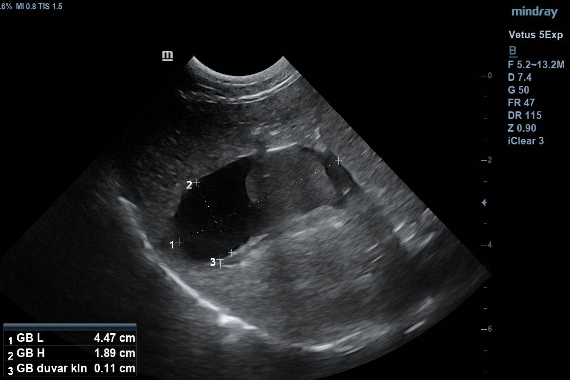 .6% MI 0.8 TIS 1.5
mindray
Vetus 5Exp
m
B
F 5.2~13.2M
D 7.4
G 50
FR 47
DR 115
Z 0.90
iClear 3
0
2
4
6
2
1
3
1 GB L 4.47 cm
2 GB H 1.89 cm
3 GB duvar kln 0.11 cm